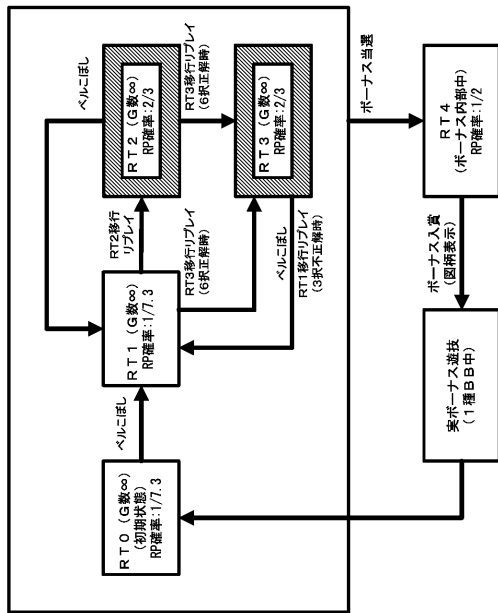 RT0（G数∞）
（初期状態）
RP確率:1/7.3
ベルこぼし
RT1（G数∞）
RP確率:1/7.3
RT2移行
リプレイ
ベルこぼし
RT2（G数∞）
RP確率:2/3
RT3移行リプレイ
（6択正解時）
RT3移行リプレイ
（6択正解時）
RT3（G数∞）
RP確率:2/3
ベルこぼし
RT1移行リプレイ
（3択不正解時）
ボーナス当選
RT4
（ボーナス内部中）
RP確率:1/2
ボーナス入賞
（図柄表示）
実ボーナス遊技
（1種BB中）